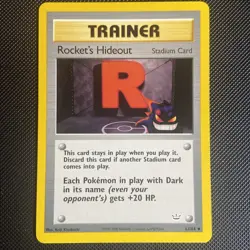 TRAINER
Rocket's Hideout
Stadium Card
R
This card stays in play when you play it.
Discard this card if another Stadium card
comes into play.
Each Pokémon in play with Dark
in its name (even your
opponent's) gets +20 HP.